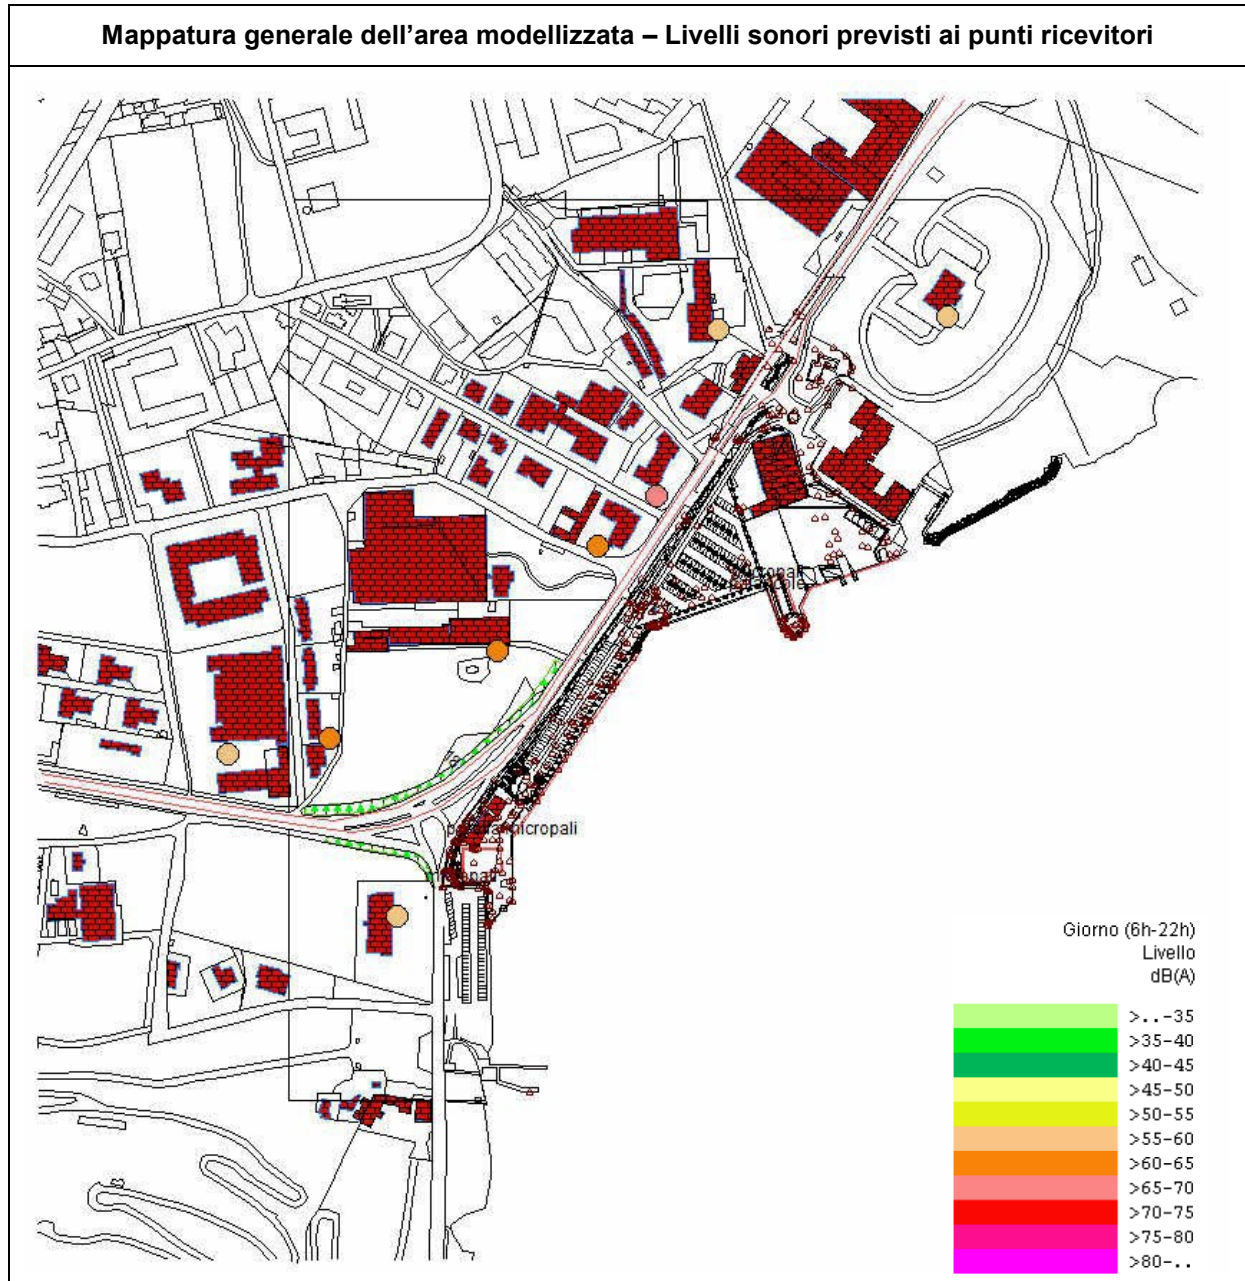 Mappatura generale dell'area modellizzata – Livelli sonori previsti ai punti ricevitori
micropali
Giorno (6h-22h)
Livello
dB(A)
>..-35
>35-40
>40-45
>45-50
>50-55
>55-60
>60-65
>65-70
>70-75
>75-80
>80-..